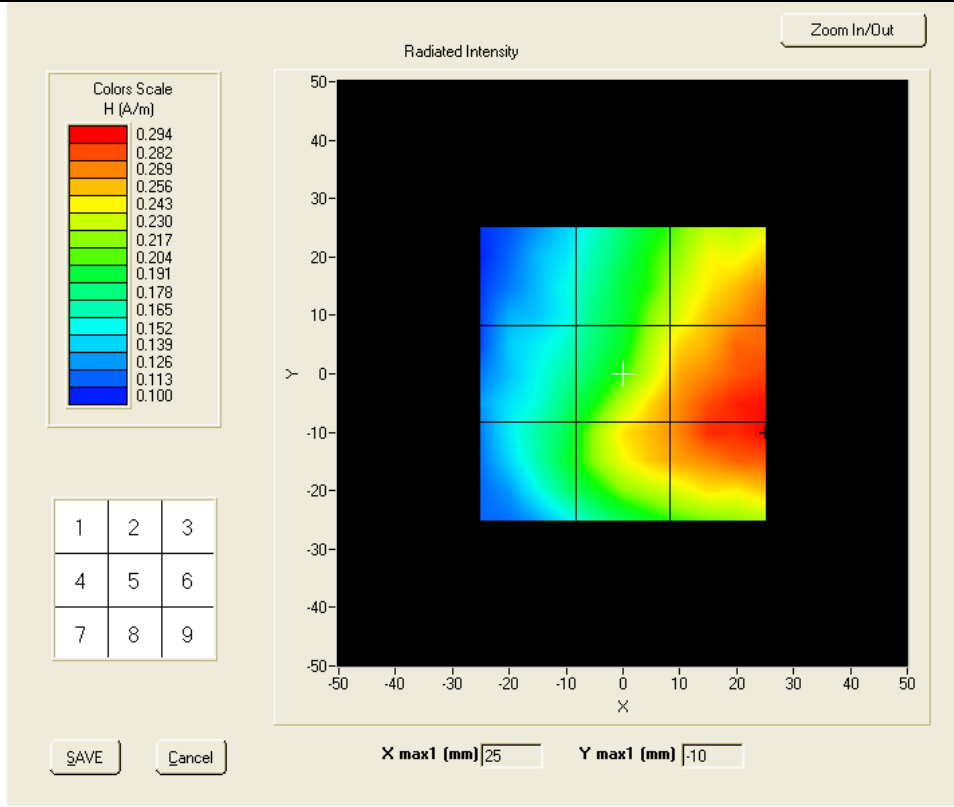 Zoom In/Out
Radiated Intensity
Colors Scale
H (A/m)
0.294
0.282
0.269
0.256
0.243
0.230
0.217
0.204
0.191
0.178
0.165
0.152
0.139
0.126
0.113
0.100
50
40
30
20
10
0
-10
-20
-30
-40
-50
Y
-50 -40 -30 -20 -10 0 10 20 30 40 50
X
1 2 3
4 5 6
7 8 9
SAVE Cancel
X max1 (mm) 25 Y max1 (mm) -10